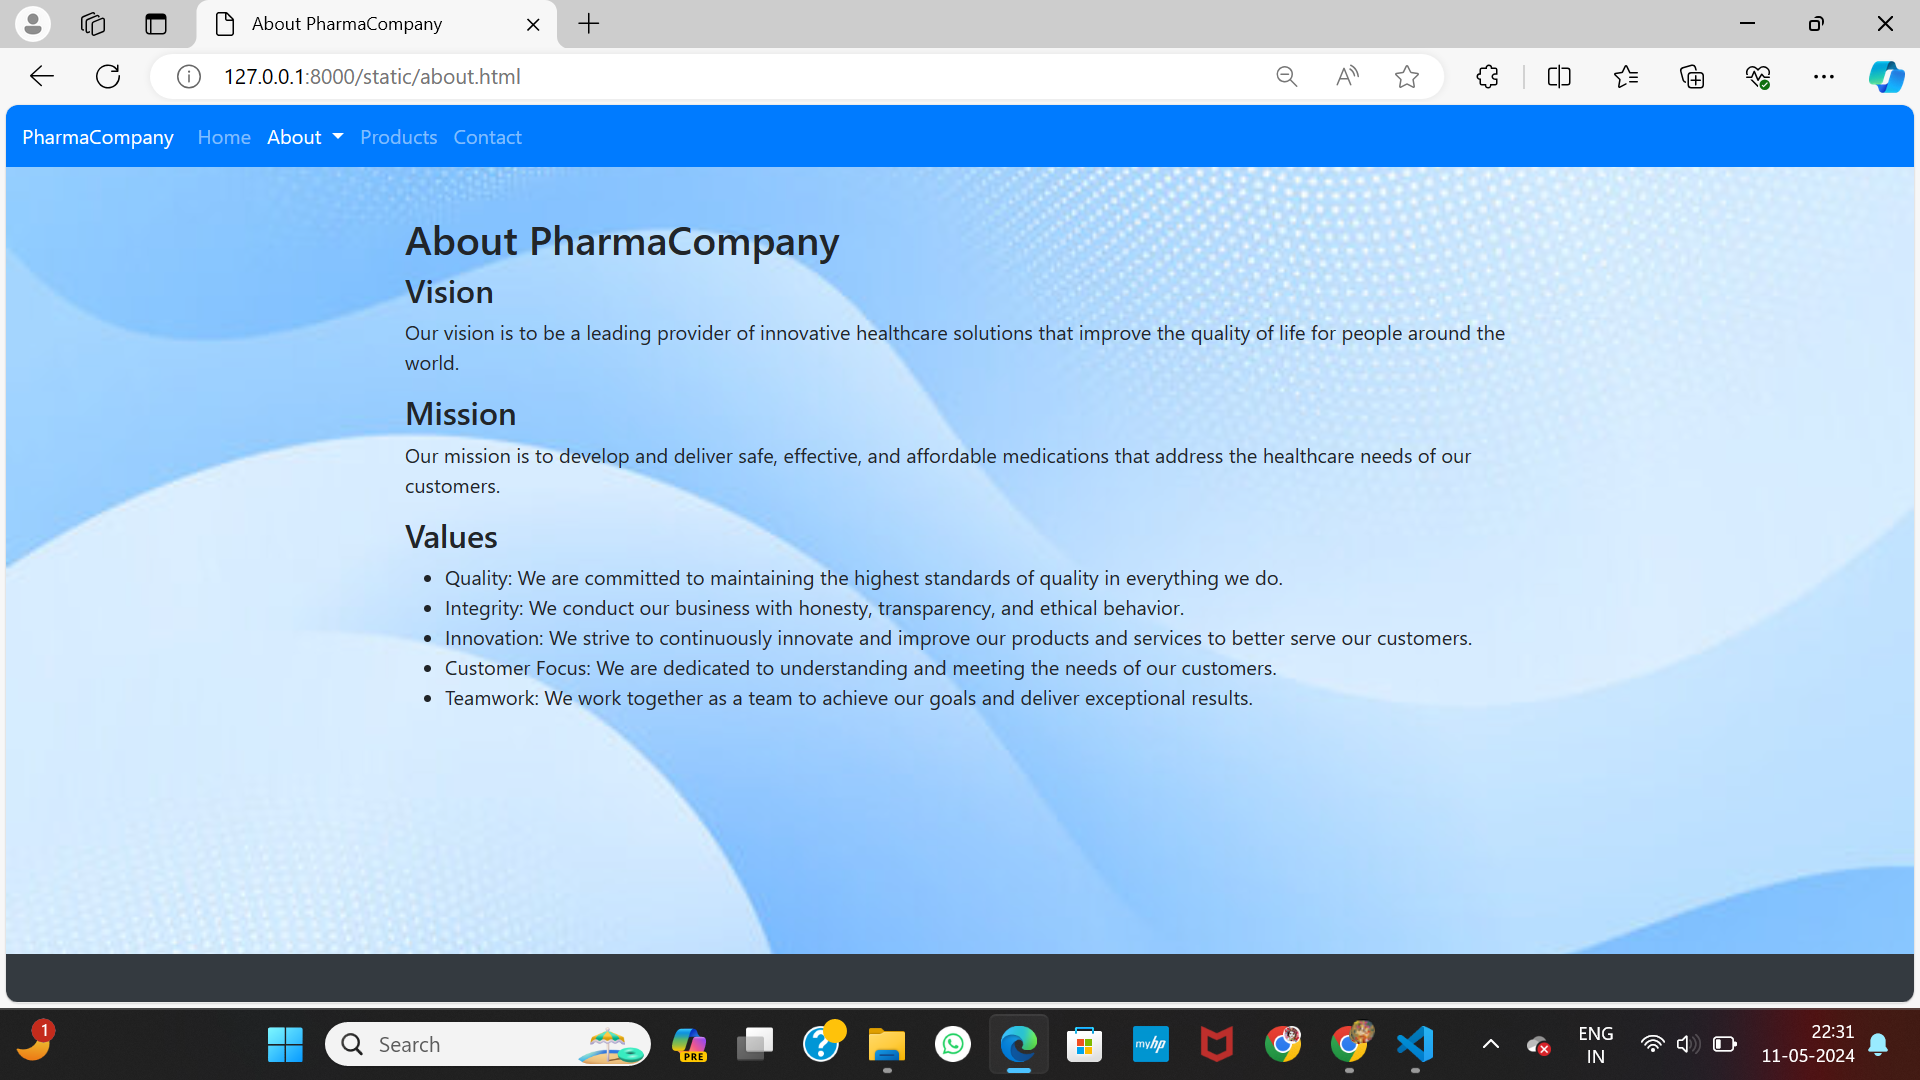 About PharmaCompany
127.0.0.1:8000/static/about.html
PharmaCompany Home About Products Contact
About PharmaCompany
Vision
Our vision is to be a leading provider of innovative healthcare solutions that improve the quality of life for people around the
world.
Mission
Our mission is to develop and deliver safe, effective, and affordable medications that address the healthcare needs of our
customers.
Values
• Quality: We are committed to maintaining the highest standards of quality in everything we do.
• Integrity: We conduct our business with honesty, transparency, and ethical behavior.
• Innovation: We strive to continuously innovate and improve our products and services to better serve our customers.
• Customer Focus: We are dedicated to understanding and meeting the needs of our customers.
• Teamwork: We work together as a team to achieve our goals and deliver exceptional results.
1
Search
PRE
myhp
ENG
IN
22:31
11-05-2024